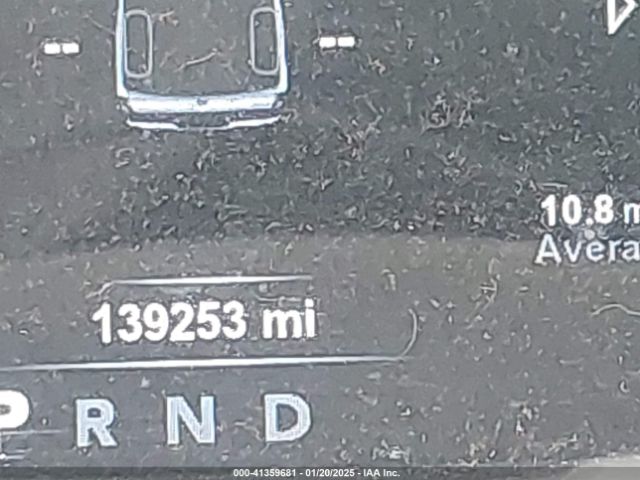 -- --
10.8 m
Avera
139253 mi
P R N D
000-41359681 - 01/20/2025 - IAA Inc.